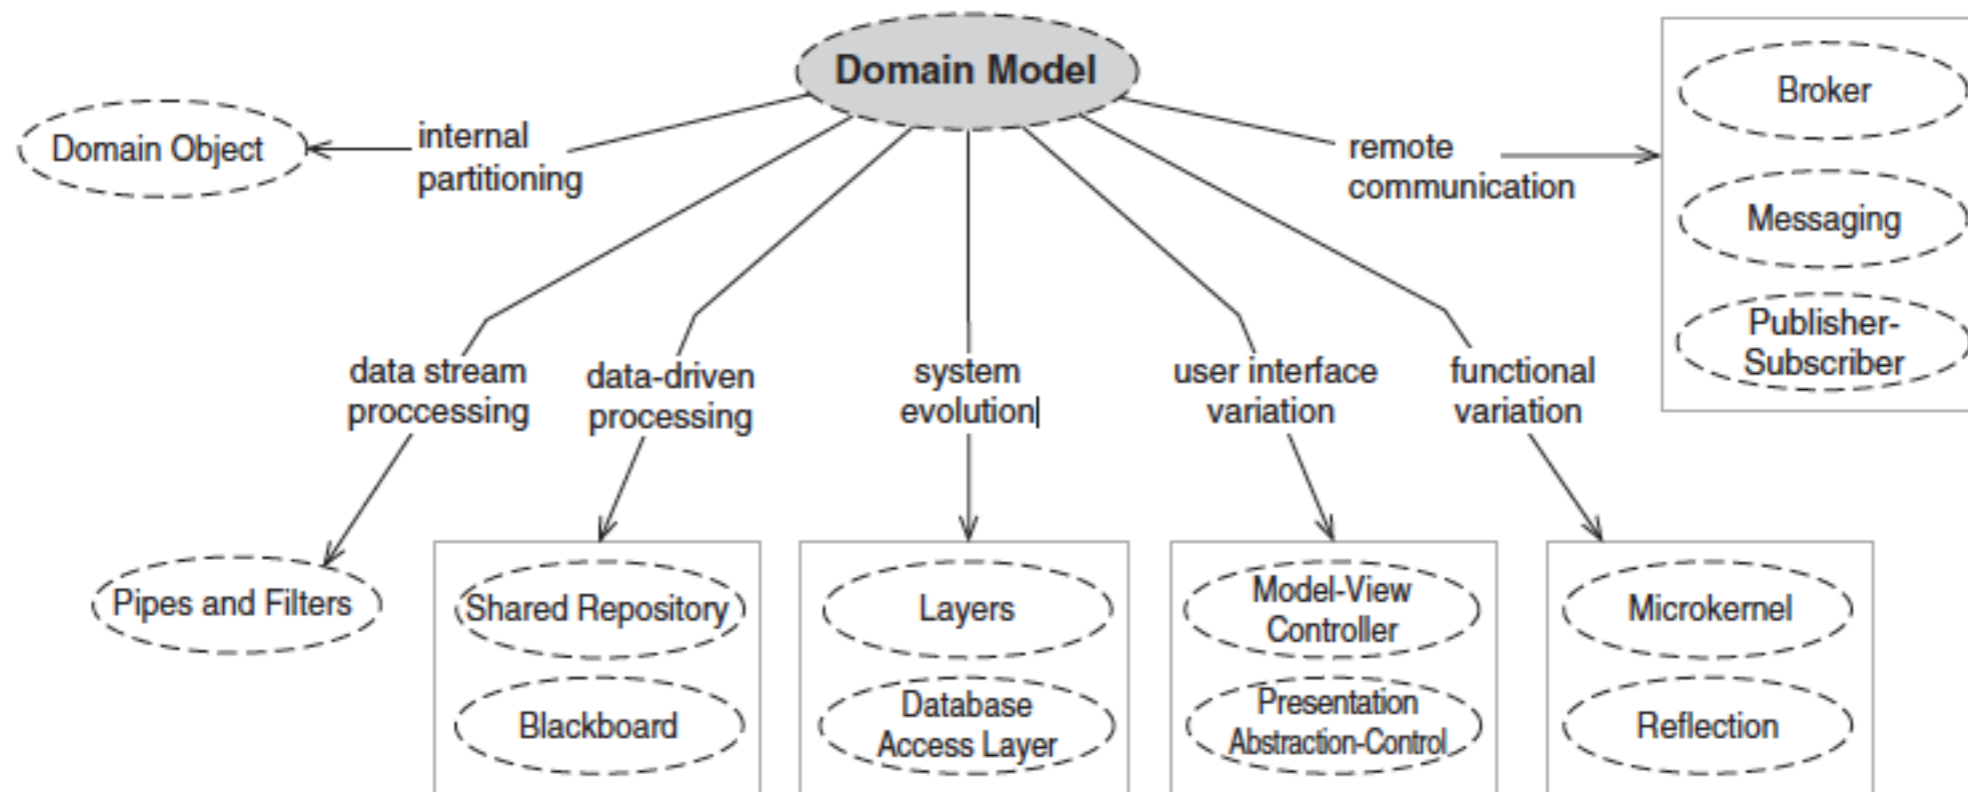 Domain Model
Domain Object
internal
partitioning
remote
communication
Broker
Messaging
Publisher-
Subscriber
data stream
proccessing
data-driven
processing
system
evolution
user interface
variation
functional
variation
Pipes and Filters
Shared Repository
Blackboard
Layers
Database
Access Layer
Model-View
Controller
Presentation
Abstraction-Control
Microkernel
Reflection